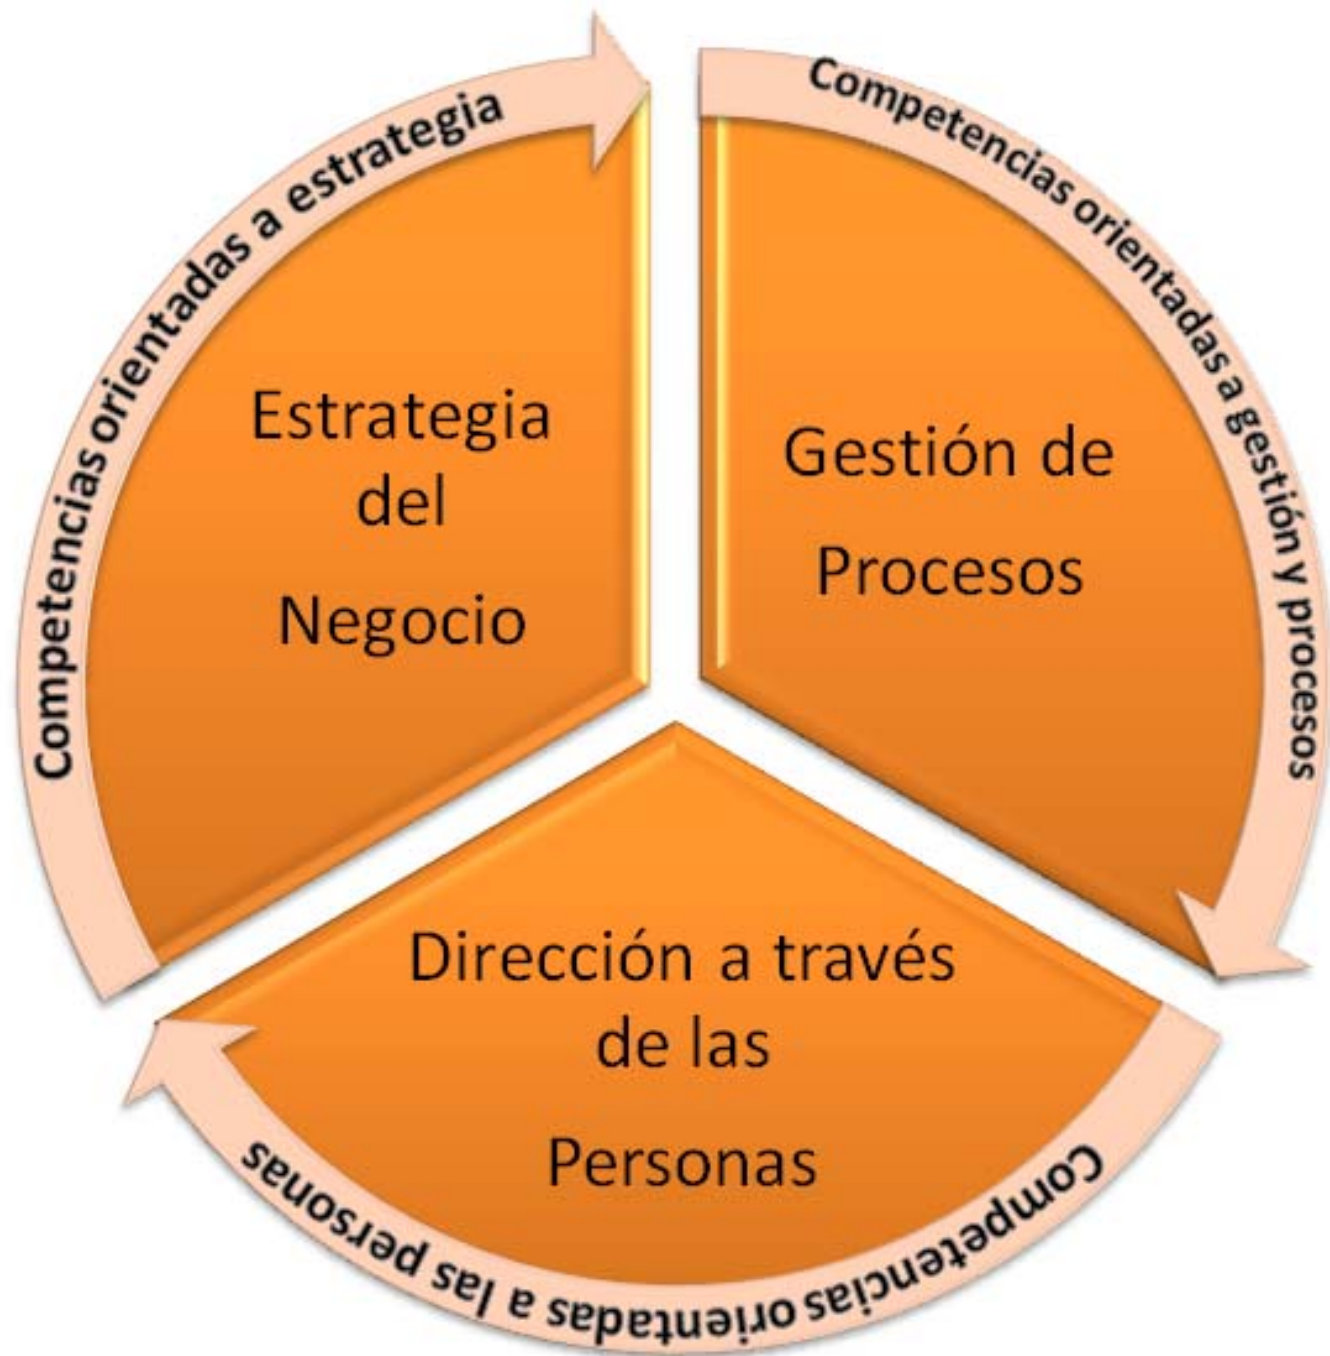 Competencias orientadas a estrategia
Estrategia
del
Negocio
Competencias orientadas a gestión y procesos
Gestión de
Procesos
Dirección a través
de las
Personas
Competencias orientadas a las personas